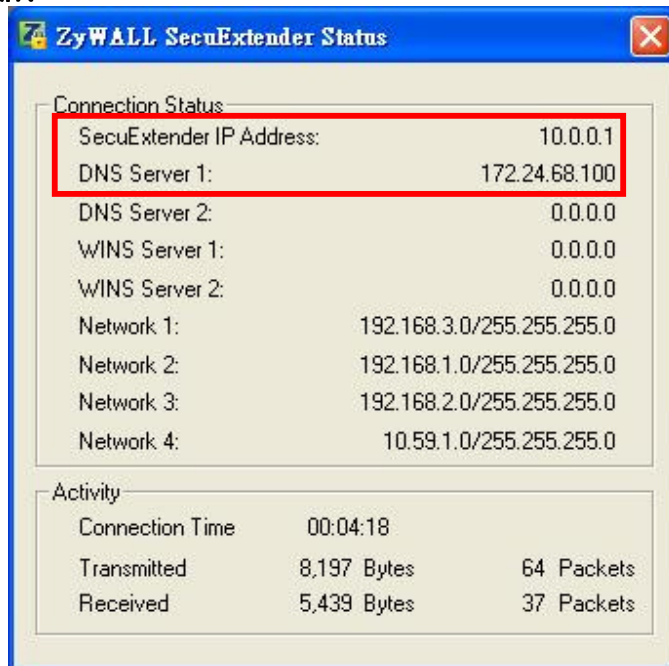 ZyWALL SecuExtender Status
Connection Status
SecuExtender IP Address: 10.0.0.1
DNS Server 1: 172.24.68.100
DNS Server 2: 0.0.0.0
WINS Server 1: 0.0.0.0
WINS Server 2: 0.0.0.0
Network 1: 192.168.3.0/255.255.255.0
Network 2: 192.168.1.0/255.255.255.0
Network 3: 192.168.2.0/255.255.255.0
Network 4: 10.59.1.0/255.255.255.0
Activity
Connection Time 00:04:18
Transmitted 8,197 Bytes 64 Packets
Received 5,439 Bytes 37 Packets